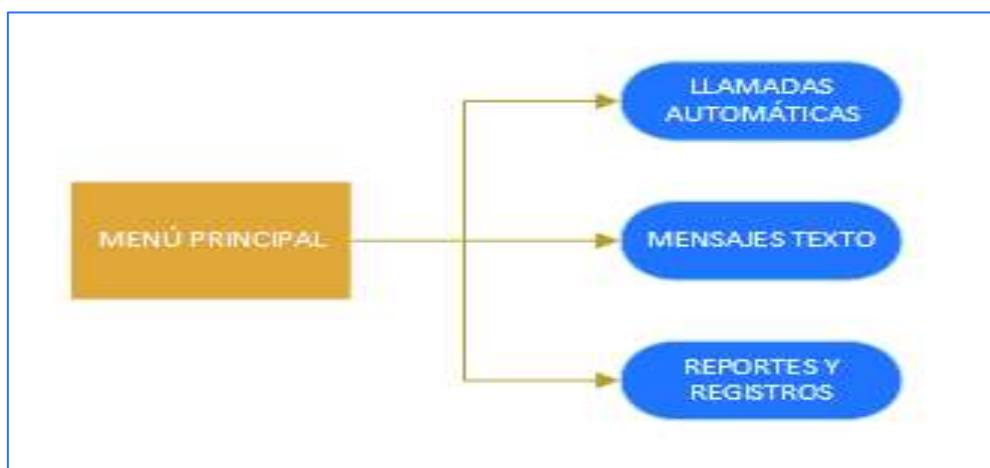 LLAMADAS
AUTOMÁTICAS
MENÚ PRINCIPAL
MENSAJES TEXTO
REPORTES Y
REGISTROS